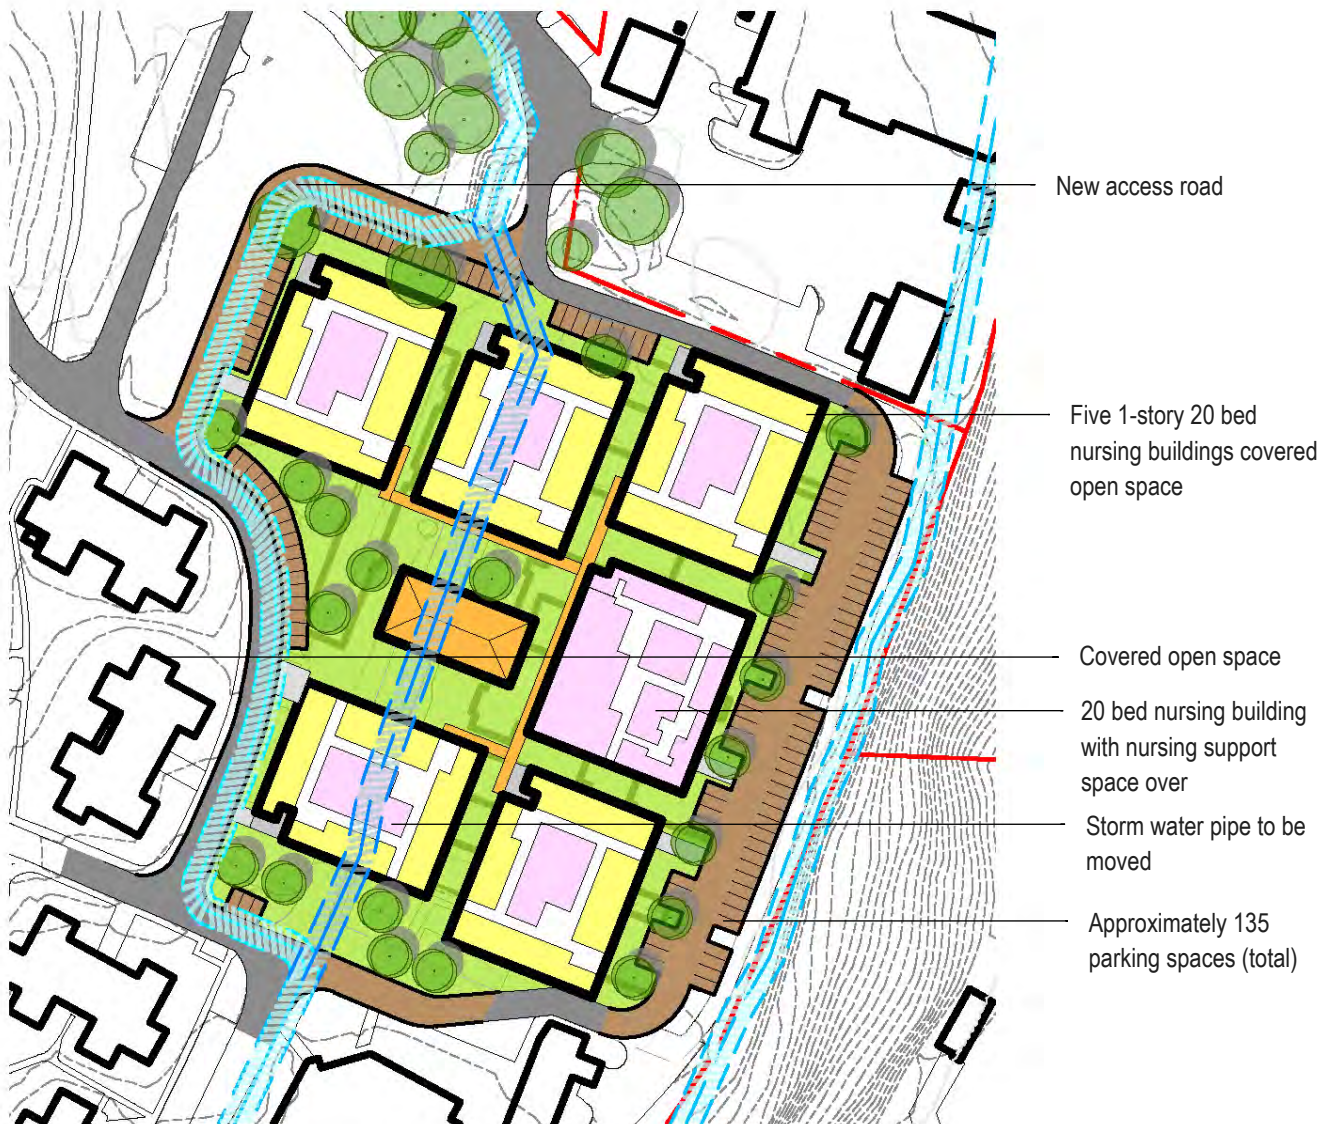 New access road
Five 1-story 20 bed
nursing buildings covered
open space
Covered open space
20 bed nursing building
with nursing support
space over
Storm water pipe to be
moved
Approximately 135
parking spaces (total)